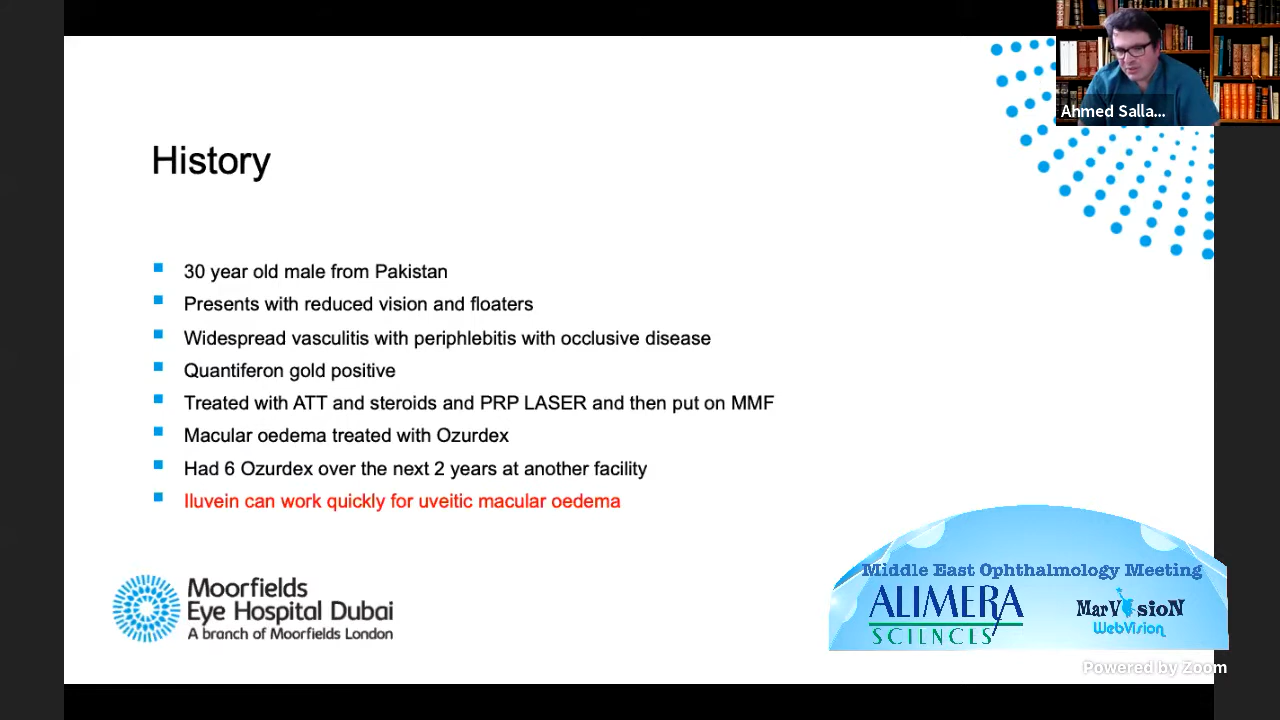 Ahmed Salla...
History
30 year old male from Pakistan
Presents with reduced vision and floaters
Widespread vasculitis with periphlebitis with occlusive disease
Quantiferon gold positive
Treated with ATT and steroids and PRP LASER and then put on MMF
Macular oedema treated with Ozurdex
Had 6 Ozurdex over the next 2 years at another facility
Iluvein can work quickly for uveitic macular oedema
Moorfields
Eye Hospital Dubai
A branch of Moorfields London
Middle East Ophthalmology Meeting
ALIMERA
SCIENCES
MarVisioN
WebVision
Powered by Zoom